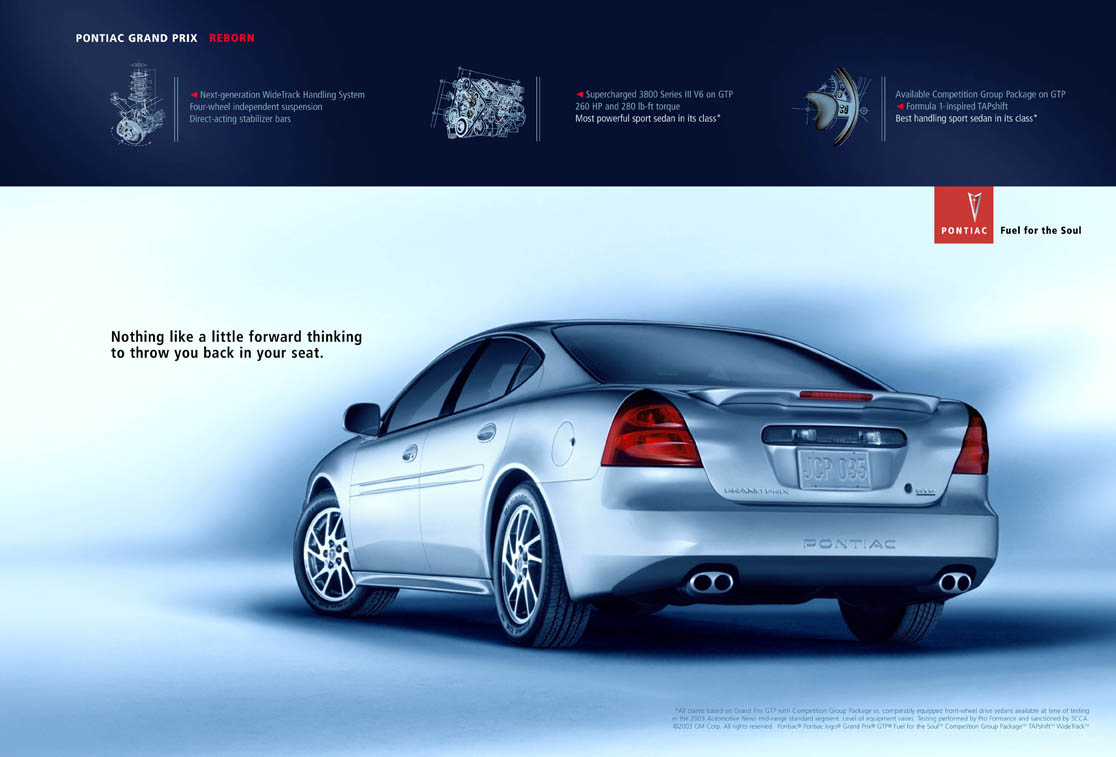 PONTIAC GRAND PRIX REBORN
◄ Next-generation WideTrack Handling System
Four-wheel independent suspension
Direct-acting stabilizer bars
◄ Supercharged 3800 Series III V6 on GTP
260 HP and 280 lb-ft torque
Most powerful sport sedan in its class*
Available Competition Group Package on GTP
◄ Formula 1-inspired TAPshift
Best handling sport sedan in its class*
PONTIAC Fuel for the Soul
Nothing like a little forward thinking
to throw you back in your seat.
JCP 095
GRAND PRIX GTP
PONTIAC
*All claims based on Grand Prix GTP with Competition Group Package vs. comparably equipped front-wheel drive sedans available at time of testing
in the 2003 Automotive News mid-range standard segment. Level of equipment varies. Testing performed by Pro Formance and sanctioned by SCCA.
©2003 GM Corp. All rights reserved. Pontiac® Pontiac logo® Grand Prix® GTP® Fuel for the Soul™ Competition Group Package™ TAPshift™ WideTrack™